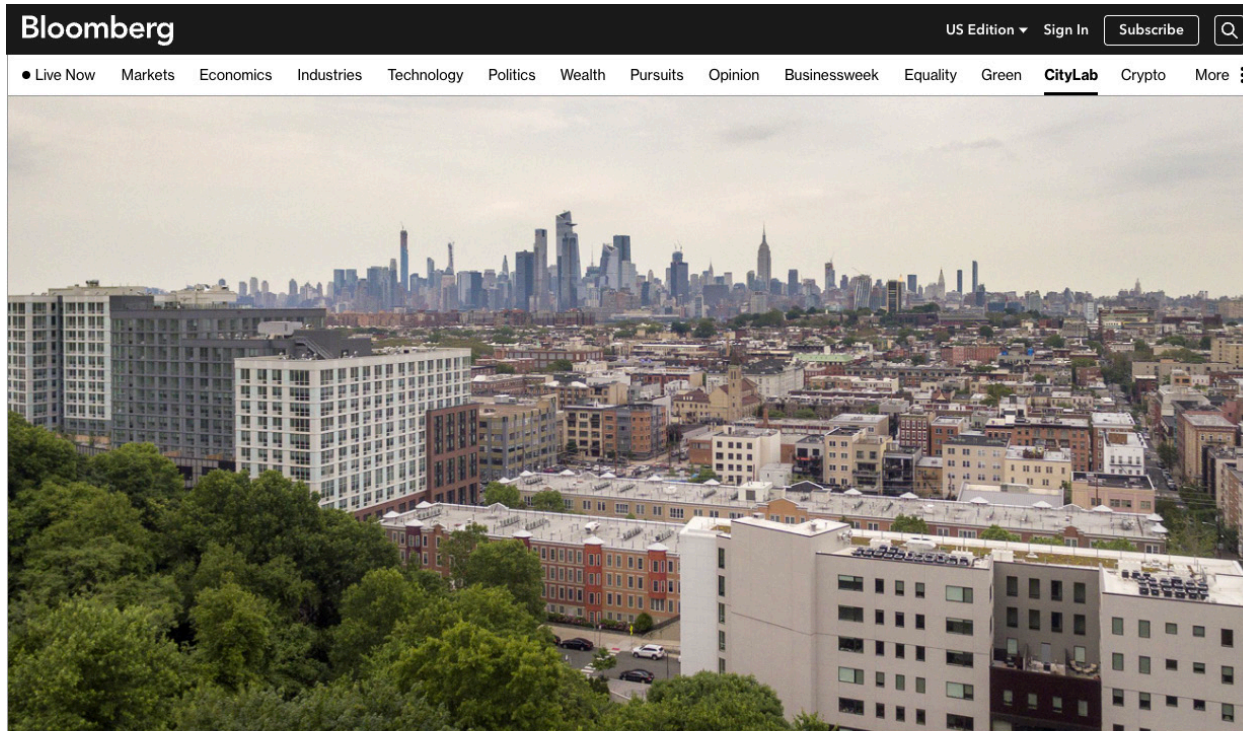 Bloomberg
US Edition Sign In Subscribe
Live Now Markets Economics Industries Technology Politics Wealth Pursuits Opinion Businessweek Equality Green CityLab Crypto More